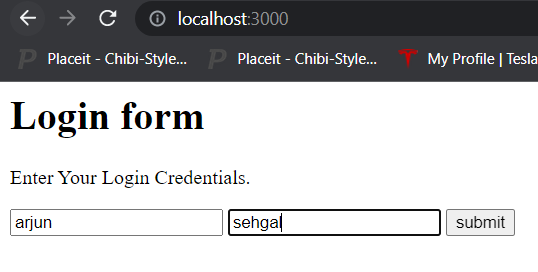 localhost:3000
Placeit - Chibi-Style... Placeit - Chibi-Style... My Profile | Tesla
Login form
Enter Your Login Credentials.
arjun sehgal submit